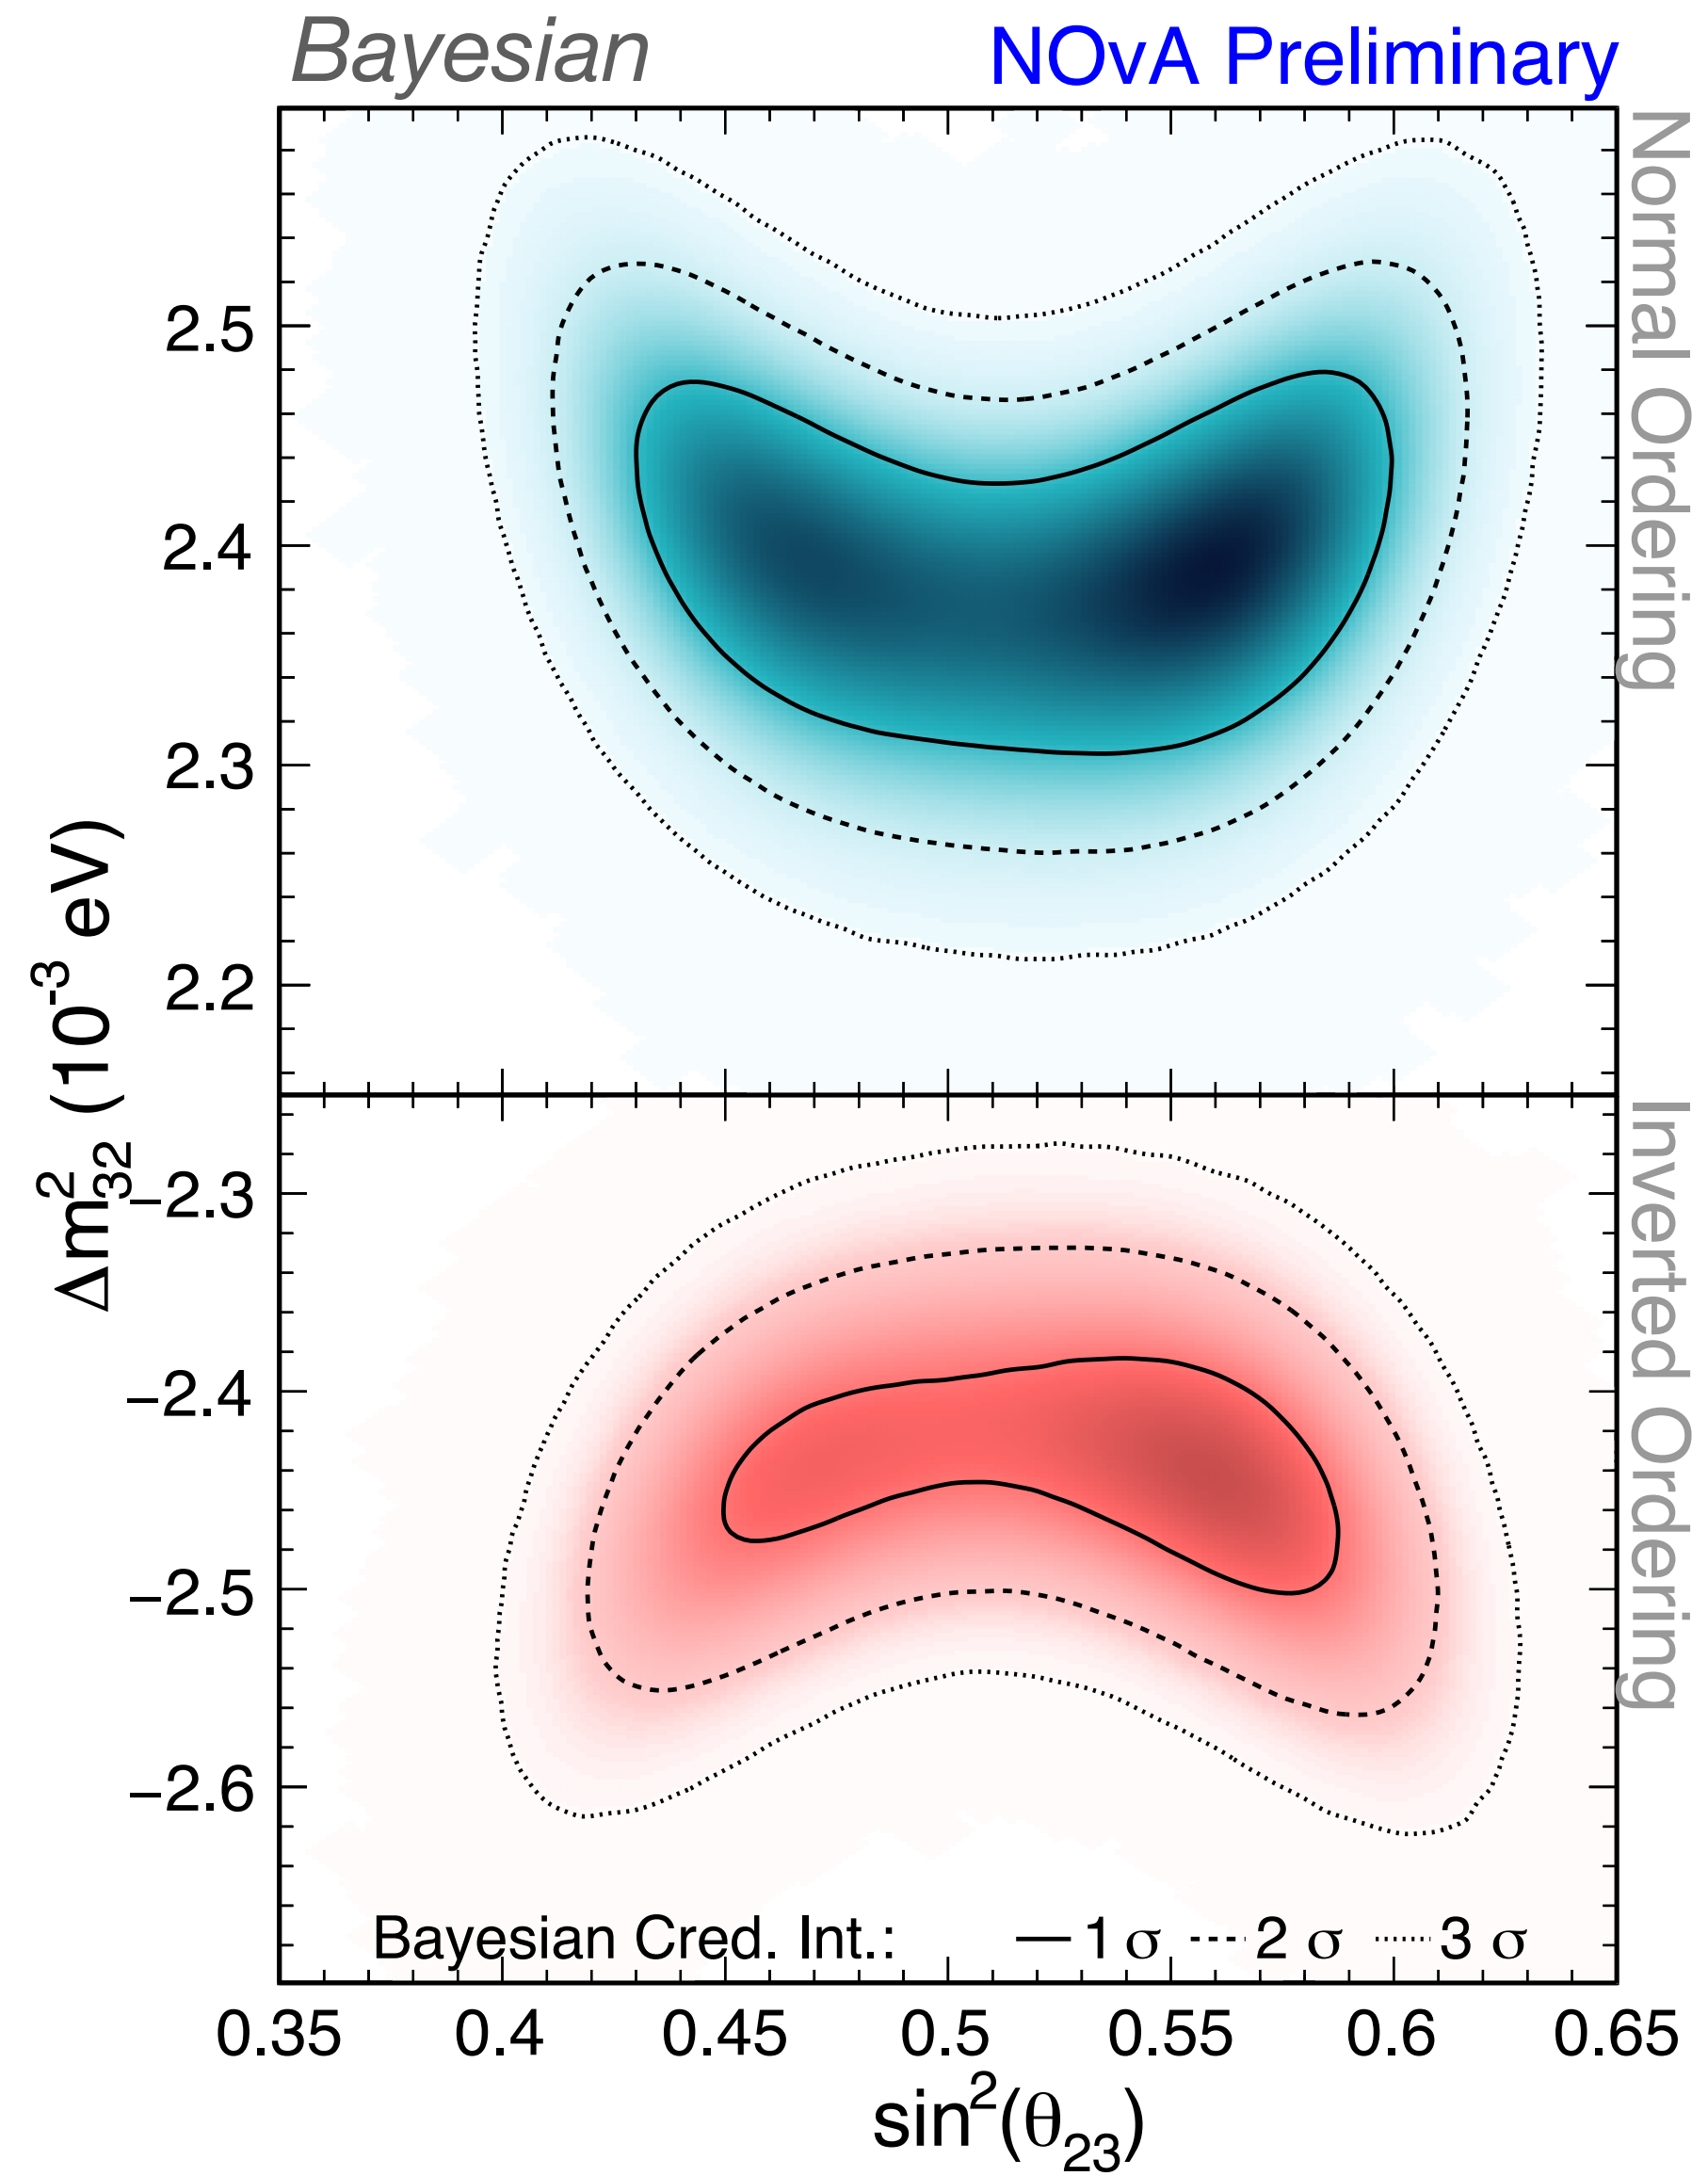 Bayesian NOvA Preliminary
Normal Ordering
2.5
2.4
2.3
2.2
Δm²₃₂ (10⁻³ eV)
Inverted Ordering
−2.3
−2.4
−2.5
−2.6
Bayesian Cred. Int.: 1 σ 2 σ 3 σ
0.35 0.4 0.45 0.5 0.55 0.6 0.65
sin²(θ₂₃)